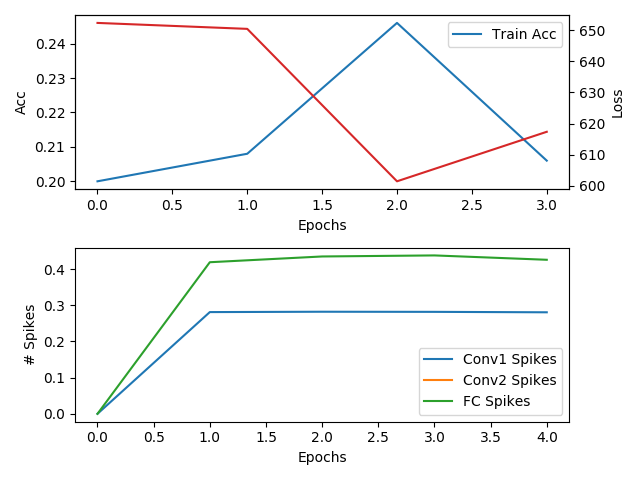 Train Acc
Acc
Loss
0.24
0.23
0.22
0.21
0.20
650
640
630
620
610
600
0.0 0.5 1.0 1.5 2.0 2.5 3.0
Epochs
# Spikes
0.4
0.3
0.2
0.1
0.0
Conv1 Spikes
Conv2 Spikes
FC Spikes
0.0 0.5 1.0 1.5 2.0 2.5 3.0 3.5 4.0
Epochs